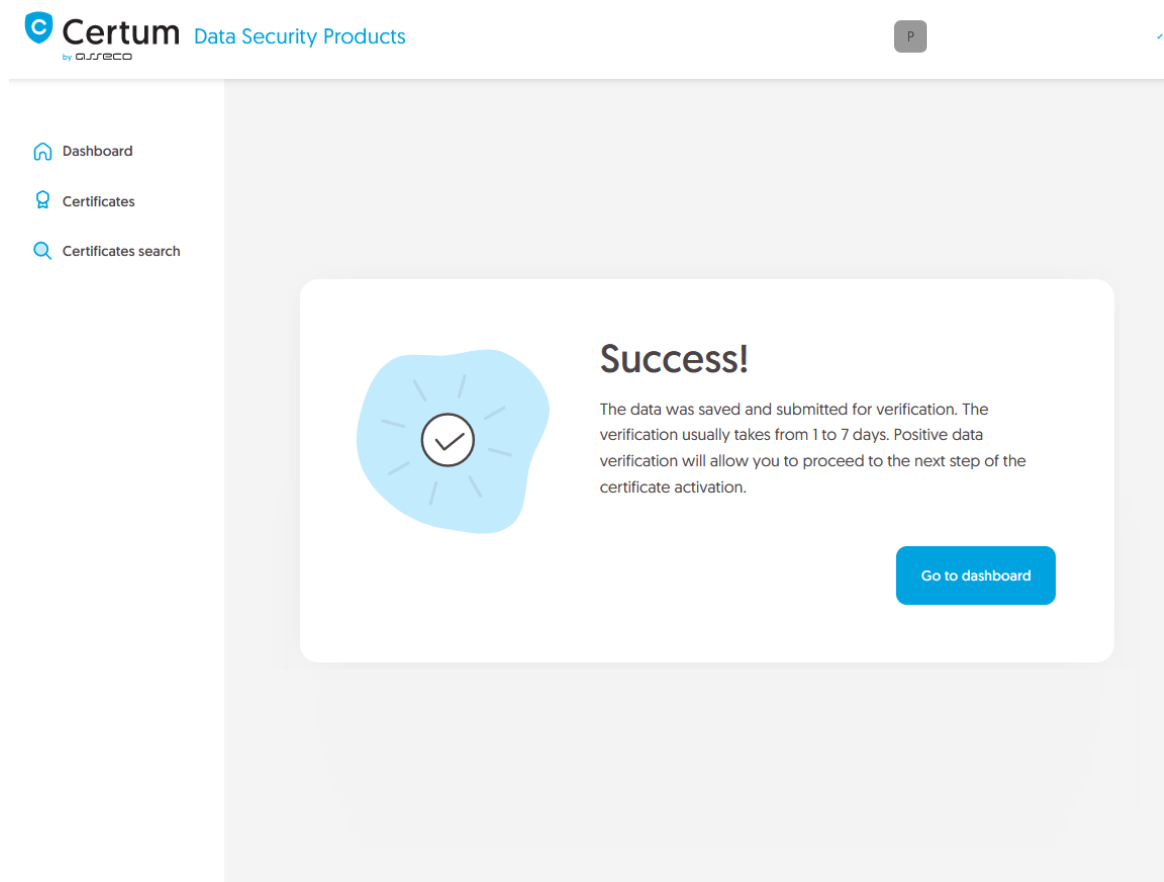 Certum Data Security Products
by asseco
P
Dashboard
Certificates
Certificates search
Success!
The data was saved and submitted for verification. The
verification usually takes from 1 to 7 days. Positive data
verification will allow you to proceed to the next step of the
certificate activation.
Go to dashboard